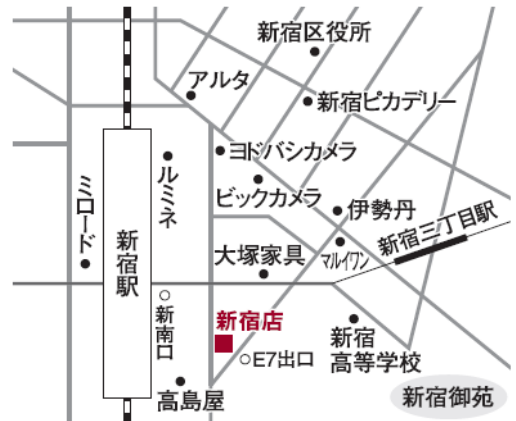 新宿区役所
アルタ
新宿ピカデリー
ヨドバシカメラ
ルミネ
ビックカメラ
ミロード
伊勢丹
新宿三丁目駅
新宿駅
マルイワン
大塚家具
新南口
新宿店
新宿
高等学校
E7出口
高島屋
新宿御苑